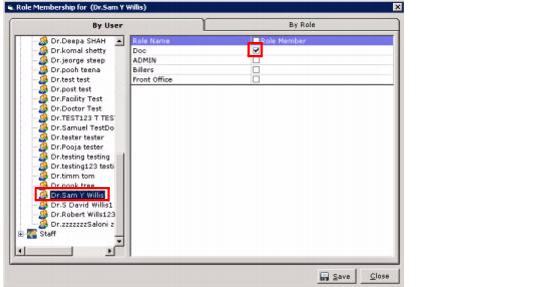 Role Membership for (Dr.Sam Y Willis)
By User
By Role
Dr.Deepa SHAH
Dr.komal shetty
Dr.jeorge steep
Dr.pooh teena
Dr.test test
Dr.post test
Dr.Facility Test
Dr.Doctor Test
Dr.TEST123 T TES
Dr.Samuel TestDo
Dr.tester tester
Dr.Pooja tester
Dr.testing testing
Dr.testing123 testi
Dr.timm tom
Dr.pook tree
Dr.Sam Y Willis
Dr.S David Willis1
Dr.Robert Wills123
Dr.zzzzzzzSaloni z
Staff
Role Name Role Member
Doc
ADMIN
Billers
Front Office
Save Close